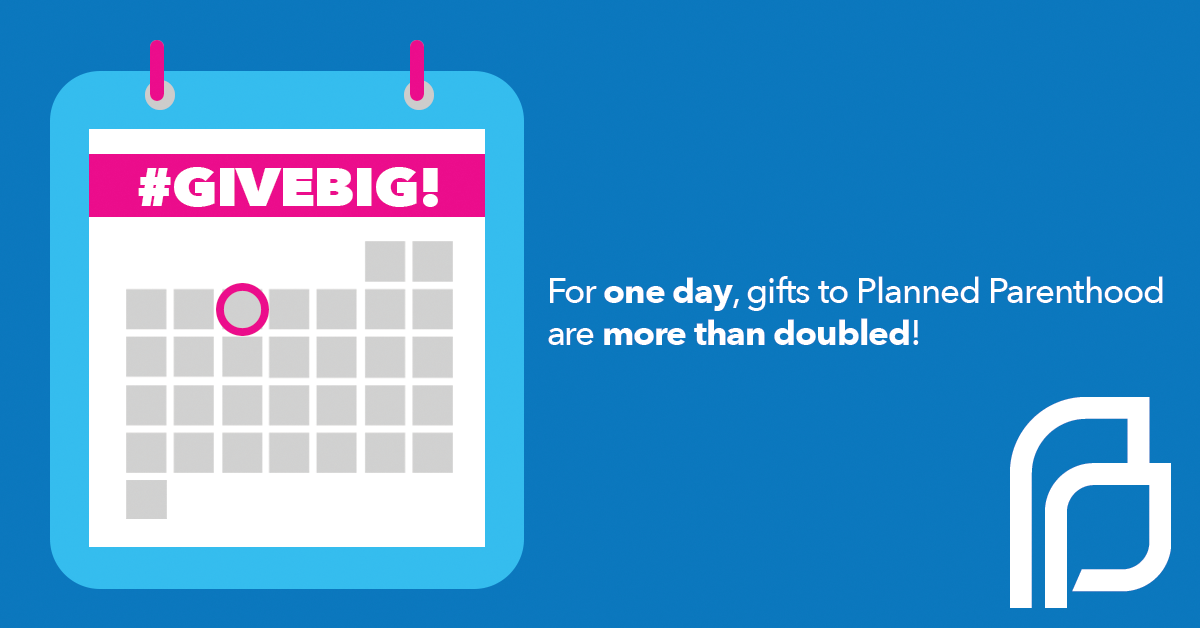 #GIVEBIG!
For one day, gifts to Planned Parenthood
are more than doubled!